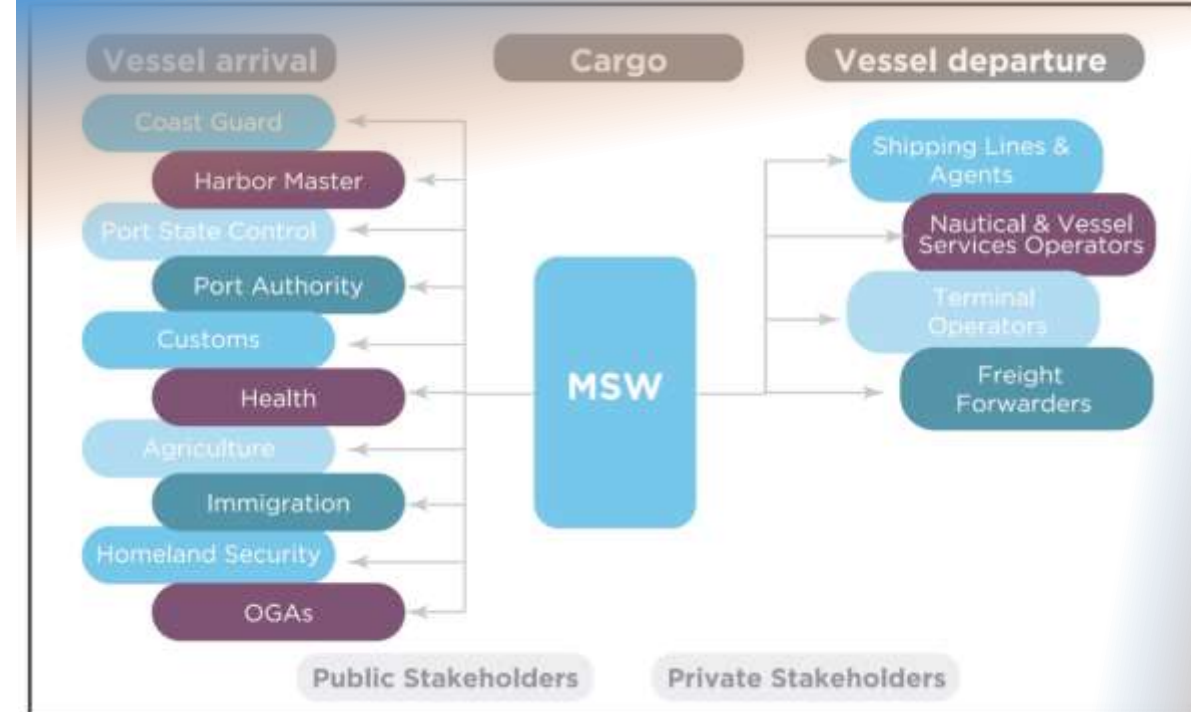 Vessel arrival
Cargo
Vessel departure
Coast Guard
Harbor Master
Port State Control
Port Authority
Customs
Health
Agriculture
Immigration
Homeland Security
OGAs
MSW
Shipping Lines &
Agents
Nautical & Vessel
Services Operators
Terminal
Operators
Freight
Forwarders
Public Stakeholders
Private Stakeholders